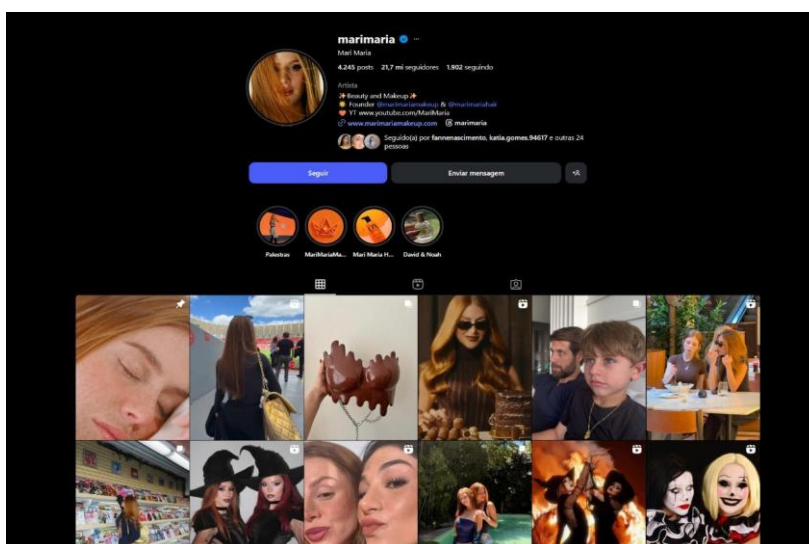 marimaria ...
Mari Maria
4.245 posts 21,7 mi seguidores 1.902 seguindo
Artista
Beauty and Makeup
Founder @marimariamakeup & @marimariahair
YT www.youtube.com/MariMaria
www.marimariamakeup.com marimaria
Seguido(a) por fannenascimento, katia.gomes.94617 e outras 24
pessoas
Seguir Enviar mensagem
Palestras MariMariaMa... Mari Maria H... David & Noah